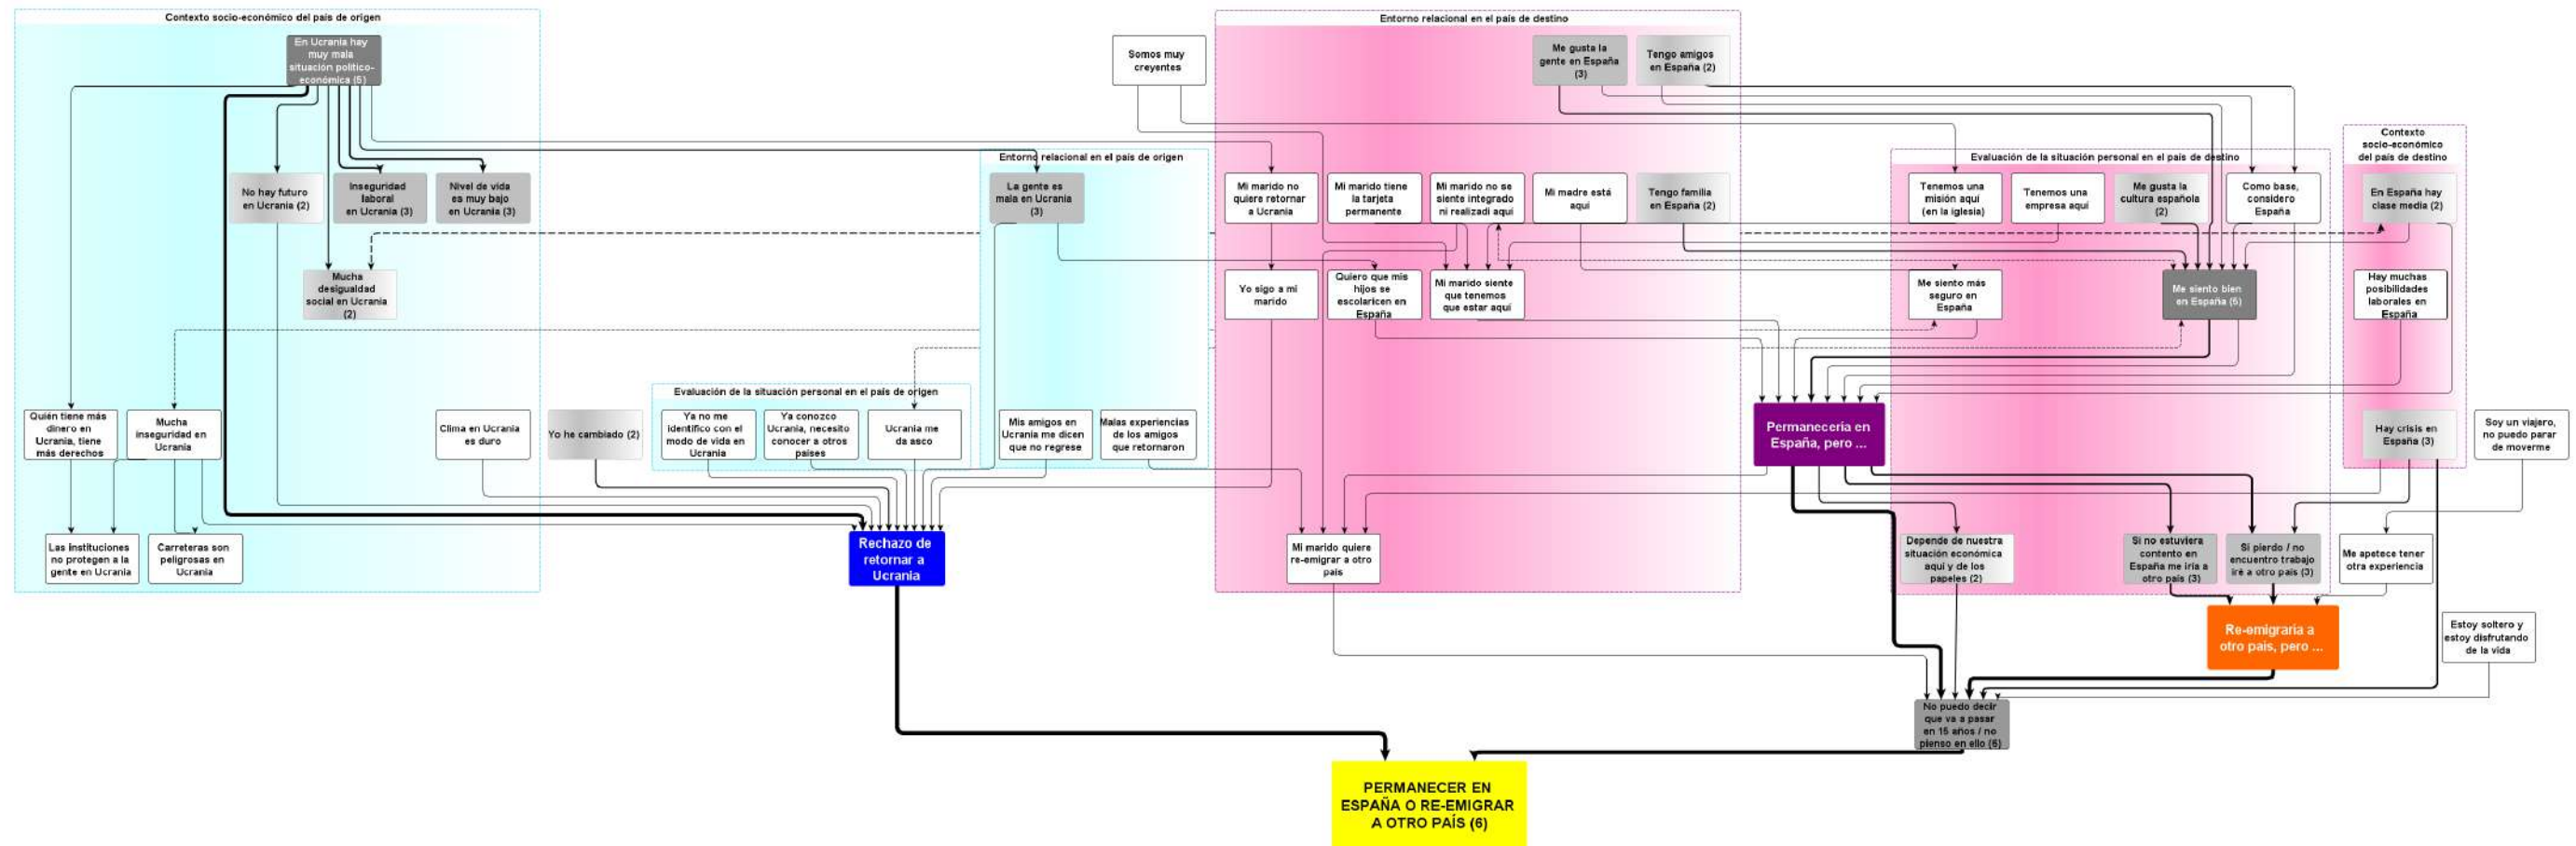 Contexto socio-económico del país de origen
En Ucrania hay
muy mala
situación político-
económica (5)
No hay futuro
en Ucrania (2)
Inseguridad
laboral
en Ucrania (3)
Nivel de vida
es muy bajo
en Ucrania (3)
Mucha
desigualdad
social en Ucrania
(2)
Quién tiene más
dinero en
Ucrania, tiene
más derechos
Mucha
inseguridad en
Ucrania
Clima en Ucrania
es duro
Las instituciones
no protegen a la
gente en Ucrania
Carreteras son
peligrosas en
Ucrania
Yo he cambiado (2)
Evaluación de la situación personal en el país de origen
Ya no me
identifico con el
modo de vida en
Ucrania
Ya conozco
Ucrania, necesito
conocer a otros
países
Ucrania me
da asco
Entorno relacional en el país de origen
La gente es
mala en Ucrania
(3)
Mis amigos en
Ucrania me dicen
que no regrese
Malas experiencias
de los amigos
que retornaron
Rechazo de
retornar a
Ucrania
Somos muy
creyentes
Entorno relacional en el país de destino
Me gusta la
gente en España
(3)
Tengo amigos
en España (2)
Mi marido no
quiere retornar
a Ucrania
Mi marido tiene
la tarjeta
permanente
Mi marido no se
siente integrado
ni realizadi aquí
Mi madre está
aquí
Tengo familia
en España (2)
Yo sigo a mi
marido
Quiero que mis
hijos se
escolaricen en
España
Mi marido siente
que tenemos
que estar aquí
Mi marido quiere
re-emigrar a otro
país
Evaluación de la situación personal en el país de destino
Tenemos una
misión aquí
(en la iglesia)
Tenemos una
empresa aquí
Me gusta la
cultura española
(2)
Como base,
considero
España
Me siento más
seguro en
España
Me siento bien
en España (5)
Permanecería en
España, pero ...
Depende de nuestra
situación económica
aquí y de los
papeles (2)
Si no estuviera
contento en
España me iría a
otro país (3)
Si pierdo / no
encuentro trabajo
iré a otro país (3)
Contexto
socio-económico
del país de destino
En España hay
clase media (2)
Hay muchas
posibilidades
laborales en
España
Hay crisis en
España (3)
Soy un viajero,
no puedo parar
de moverme
Me apetece tener
otra experiencia
Re-emigraria a
otro país, pero ...
Estoy soltero y
estoy disfrutando
de la vida
No puedo decir
que va a pasar
en 15 años / no
pienso en ello (6)
PERMANECER EN
ESPAÑA O RE-EMIGRAR
A OTRO PAÍS (6)